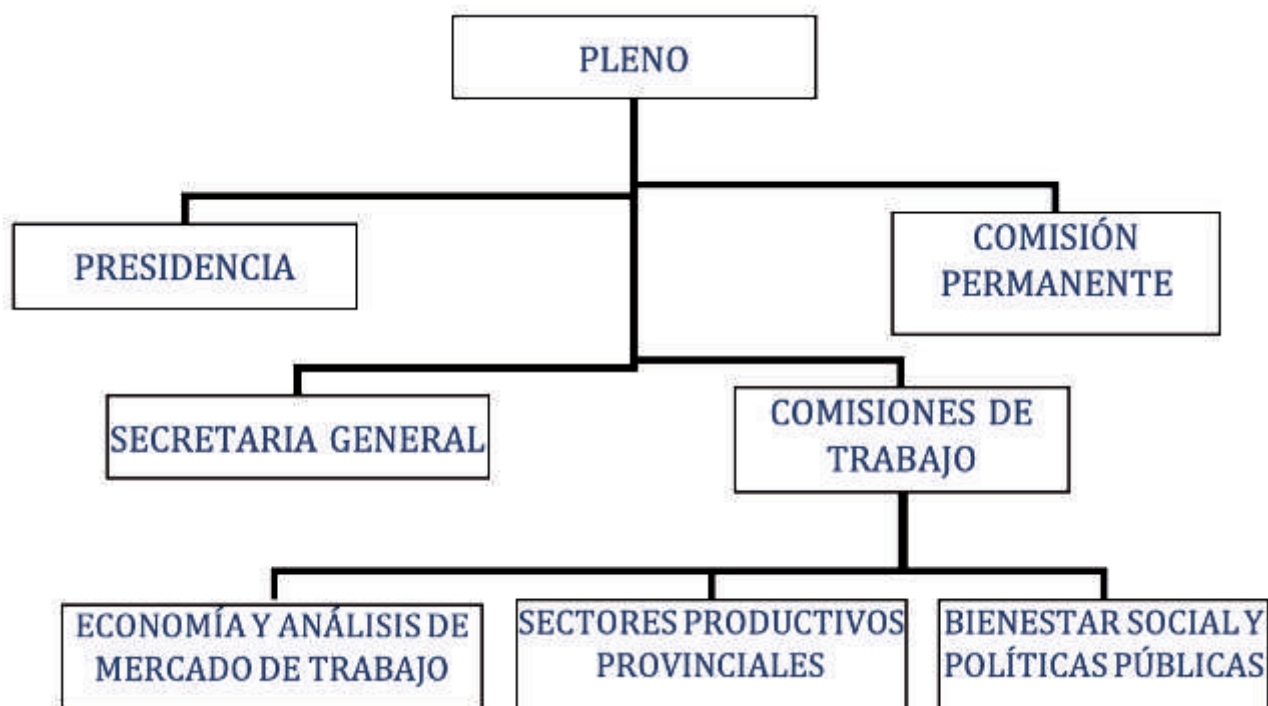 PLENO
PRESIDENCIA
COMISIÓN
PERMANENTE
SECRETARIA GENERAL
COMISIONES DE
TRABAJO
ECONOMÍA Y ANÁLISIS DE
MERCADO DE TRABAJO
SECTORES PRODUCTIVOS
PROVINCIALES
BIENESTAR SOCIAL Y
POLÍTICAS PÚBLICAS